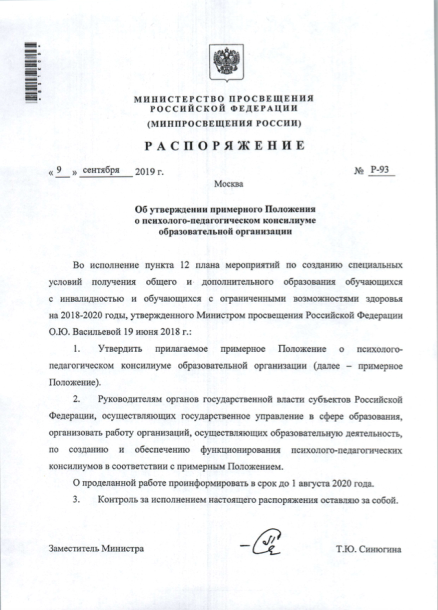 МИНИСТЕРСТВО ПРОСВЕЩЕНИЯ
РОССИЙСКОЙ ФЕДЕРАЦИИ
(МИНПРОСВЕЩЕНИЯ РОССИИ)
РАСПОРЯЖЕНИЕ
« 9 » сентября 2019 г. № Р-93
Москва
Об утверждении примерного Положения
о психолого-педагогическом консилиуме
образовательной организации
Во исполнение пункта 12 плана мероприятий по созданию специальных
условий получения общего и дополнительного образования обучающихся
с инвалидностью и обучающихся с ограниченными возможностями здоровья
на 2018-2020 годы, утвержденного Министром просвещения Российской Федерации
О.Ю. Васильевой 19 июня 2018 г.:
1. Утвердить прилагаемое примерное Положение о психолого-
педагогическом консилиуме образовательной организации (далее – примерное
Положение).
2. Руководителям органов государственной власти субъектов Российской
Федерации, осуществляющих государственное управление в сфере образования,
организовать работу организаций, осуществляющих образовательную деятельность,
по созданию и обеспечению функционирования психолого-педагогических
консилиумов в соответствии с примерным Положением.
О проделанной работе проинформировать в срок до 1 августа 2020 года.
3. Контроль за исполнением настоящего распоряжения оставляю за собой.
Заместитель Министра Т.Ю. Синюгина